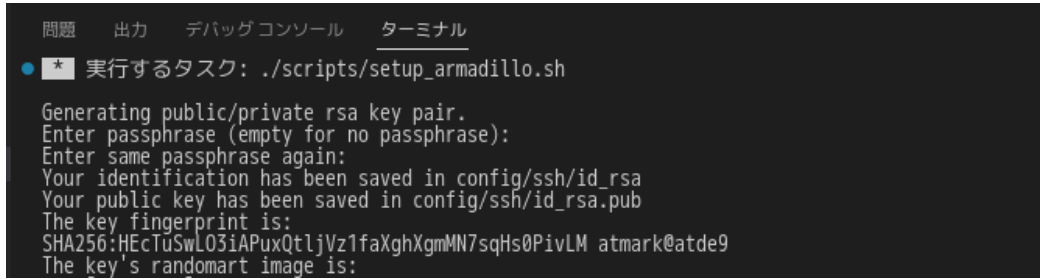 問題 出力 デバッグ コンソール ターミナル
* 実行するタスク: ./scripts/setup_armadillo.sh
Generating public/private rsa key pair.
Enter passphrase (empty for no passphrase):
Enter same passphrase again:
Your identification has been saved in config/ssh/id_rsa
Your public key has been saved in config/ssh/id_rsa.pub
The key fingerprint is:
SHA256:HEcTuSwLO3iAPuxQtljVz1faXghXgmMN7sqHs0PivLM atmark@atde9
The key's randomart image is: